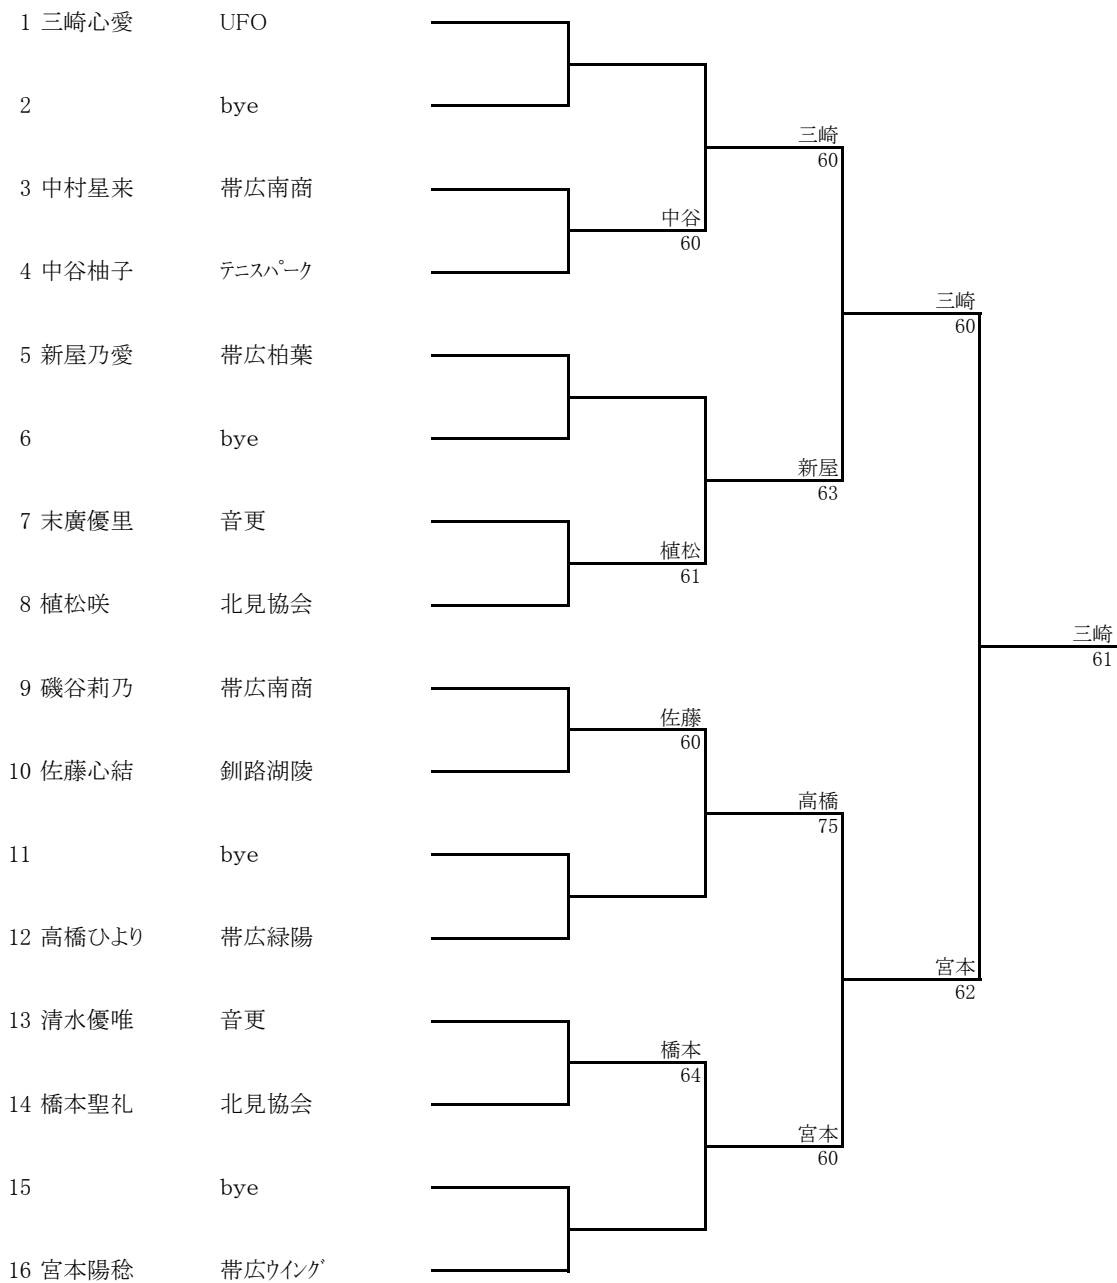 1 三崎心愛 UFO
2 bye
三崎
60
3 中村星来 帯広南商
中谷
60
4 中谷柚子 ﾃﾆｽﾊﾟｰｸ
三崎
60
5 新屋乃愛 帯広柏葉
6 bye
新屋
63
7 末廣優里 音更
植松
61
8 植松咲 北見協会
三崎
61
9 磯谷莉乃 帯広南商
佐藤
60
10 佐藤心結 釧路湖陵
高橋
75
11 bye
12 高橋ひより 帯広緑陽
宮本
62
13 清水優唯 音更
橋本
64
14 橋本聖礼 北見協会
宮本
60
15 bye
16 宮本陽稔 帯広ｳｲﾝｸﾞ